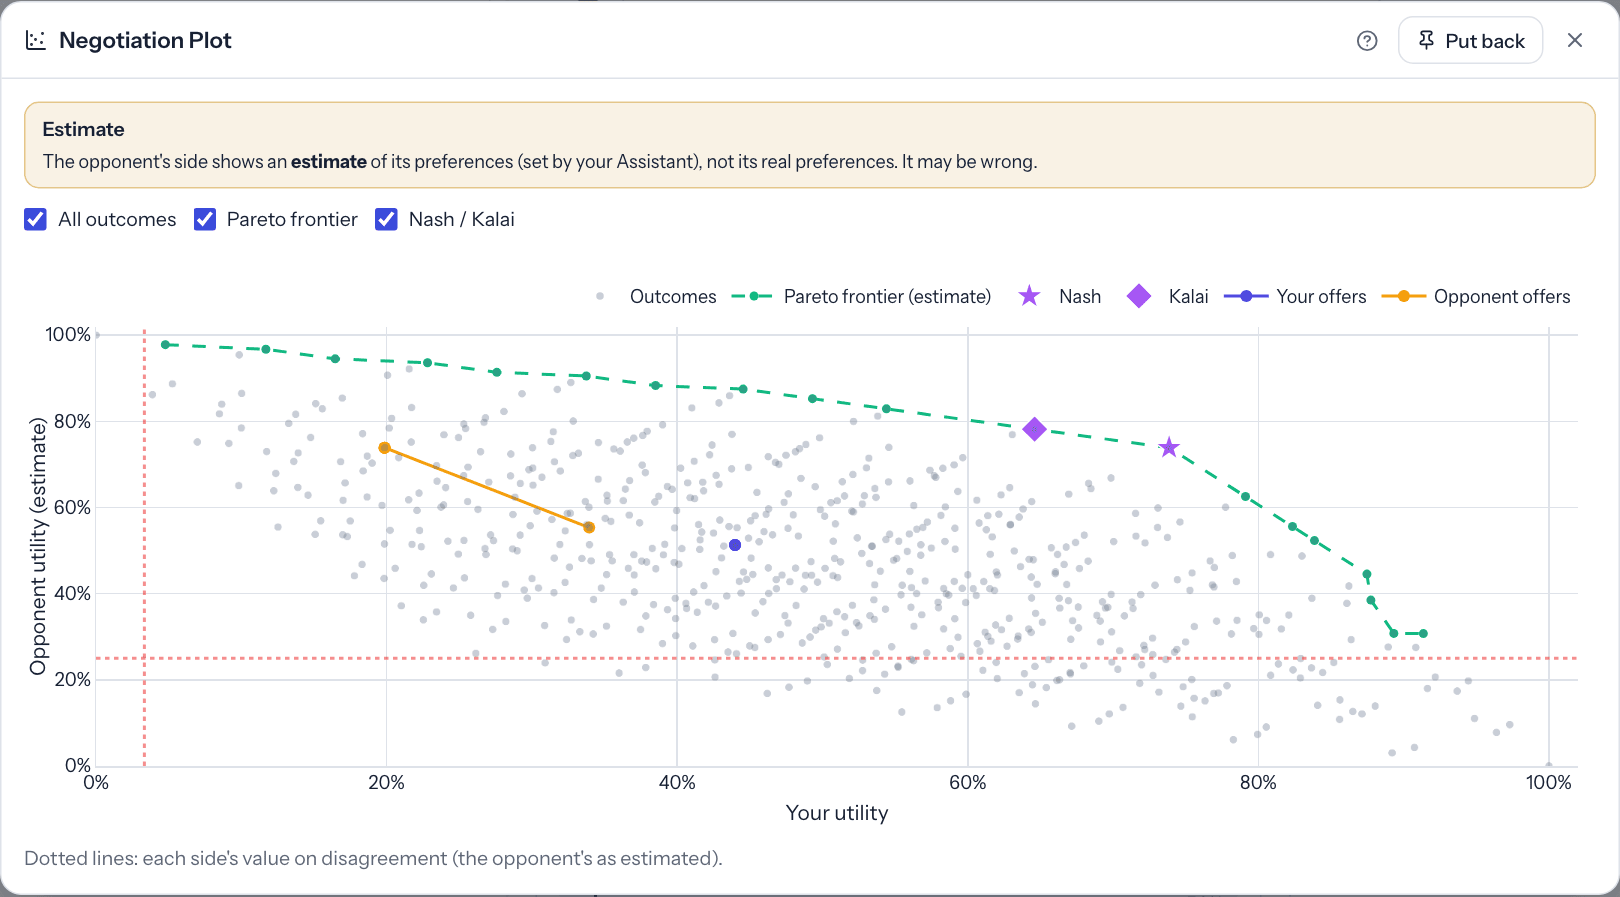 Negotiation Plot
Put back
Estimate
The opponent's side shows an estimate of its preferences (set by your Assistant), not its real preferences. It may be wrong.
All outcomes
Pareto frontier
Nash / Kalai
Outcomes
Pareto frontier (estimate)
Nash
Kalai
Your offers
Opponent offers
Opponent utility (estimate)
100%
80%
60%
40%
20%
0%
0%
20%
40%
60%
80%
100%
Your utility
Dotted lines: each side's value on disagreement (the opponent's as estimated).